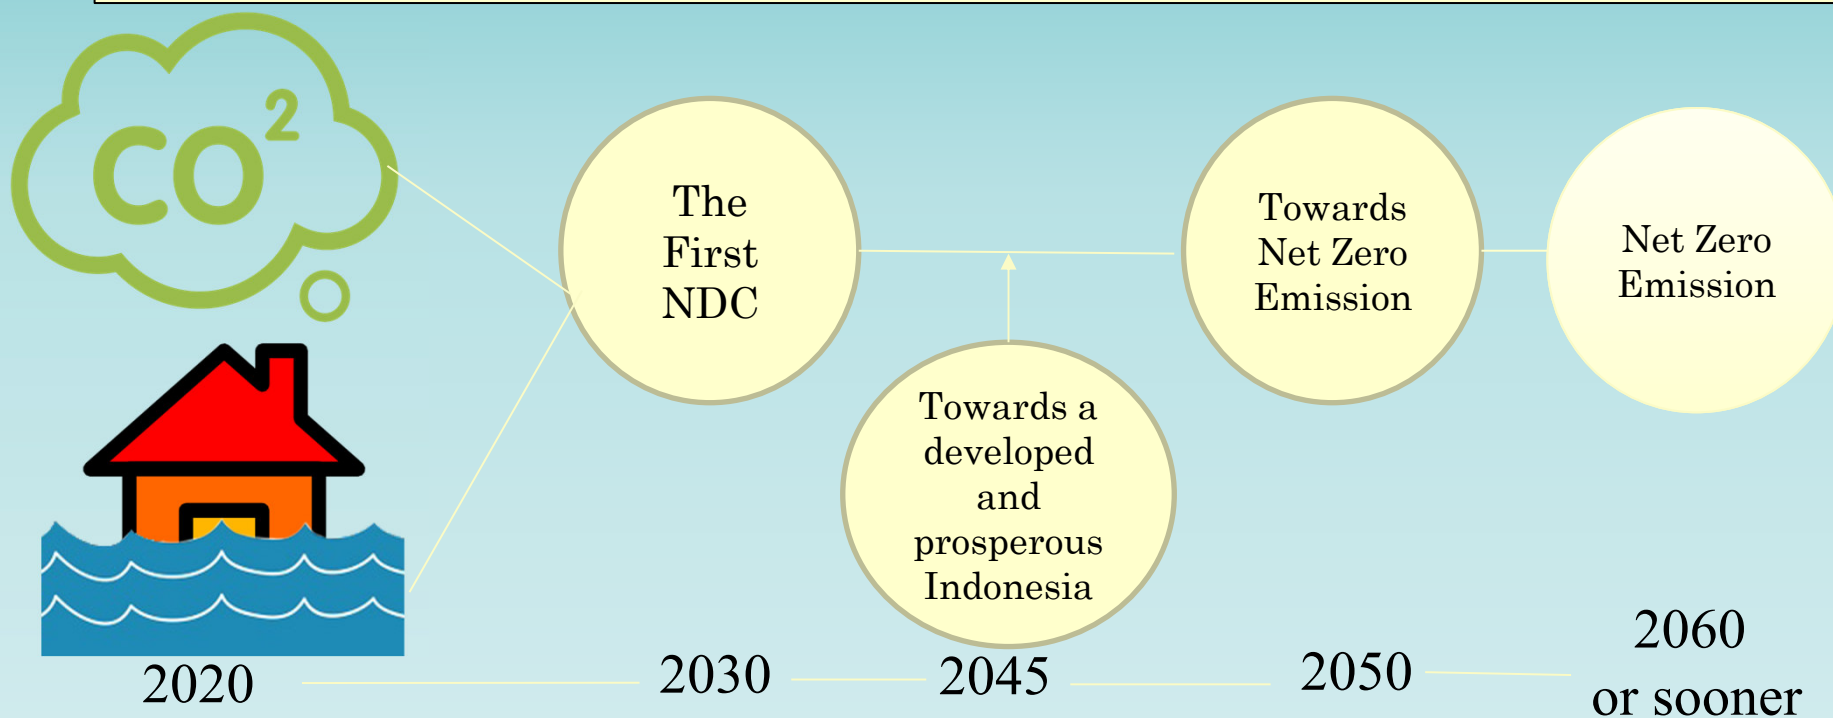 CO²
The
First
NDC
Towards
Net Zero
Emission
Net Zero
Emission
Towards a
developed
and
prosperous
Indonesia
2020
2030
2045
2050
2060
or sooner